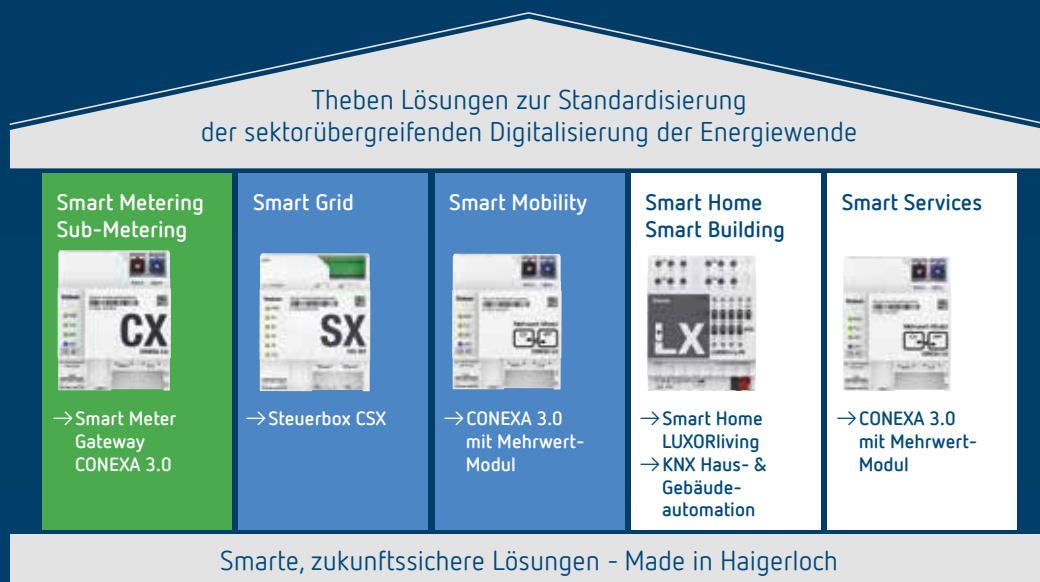 Theben Lösungen zur Standardisierung
der sektorübergreifenden Digitalisierung der Energiewende
Smart Metering
Sub-Metering
CX
→Smart Meter
Gateway
CONEXA 3.0
Smart Grid
SX
→Steuerbox CSX
Smart Mobility
→CONEXA 3.0
mit Mehrwert-
Modul
Smart Home
Smart Building
LX
→Smart Home
LUXORliving
→KNX Haus- &
Gebäude-
automation
Smart Services
→CONEXA 3.0
mit Mehrwert-
Modul
Smarte, zukunftssichere Lösungen - Made in Haigerloch